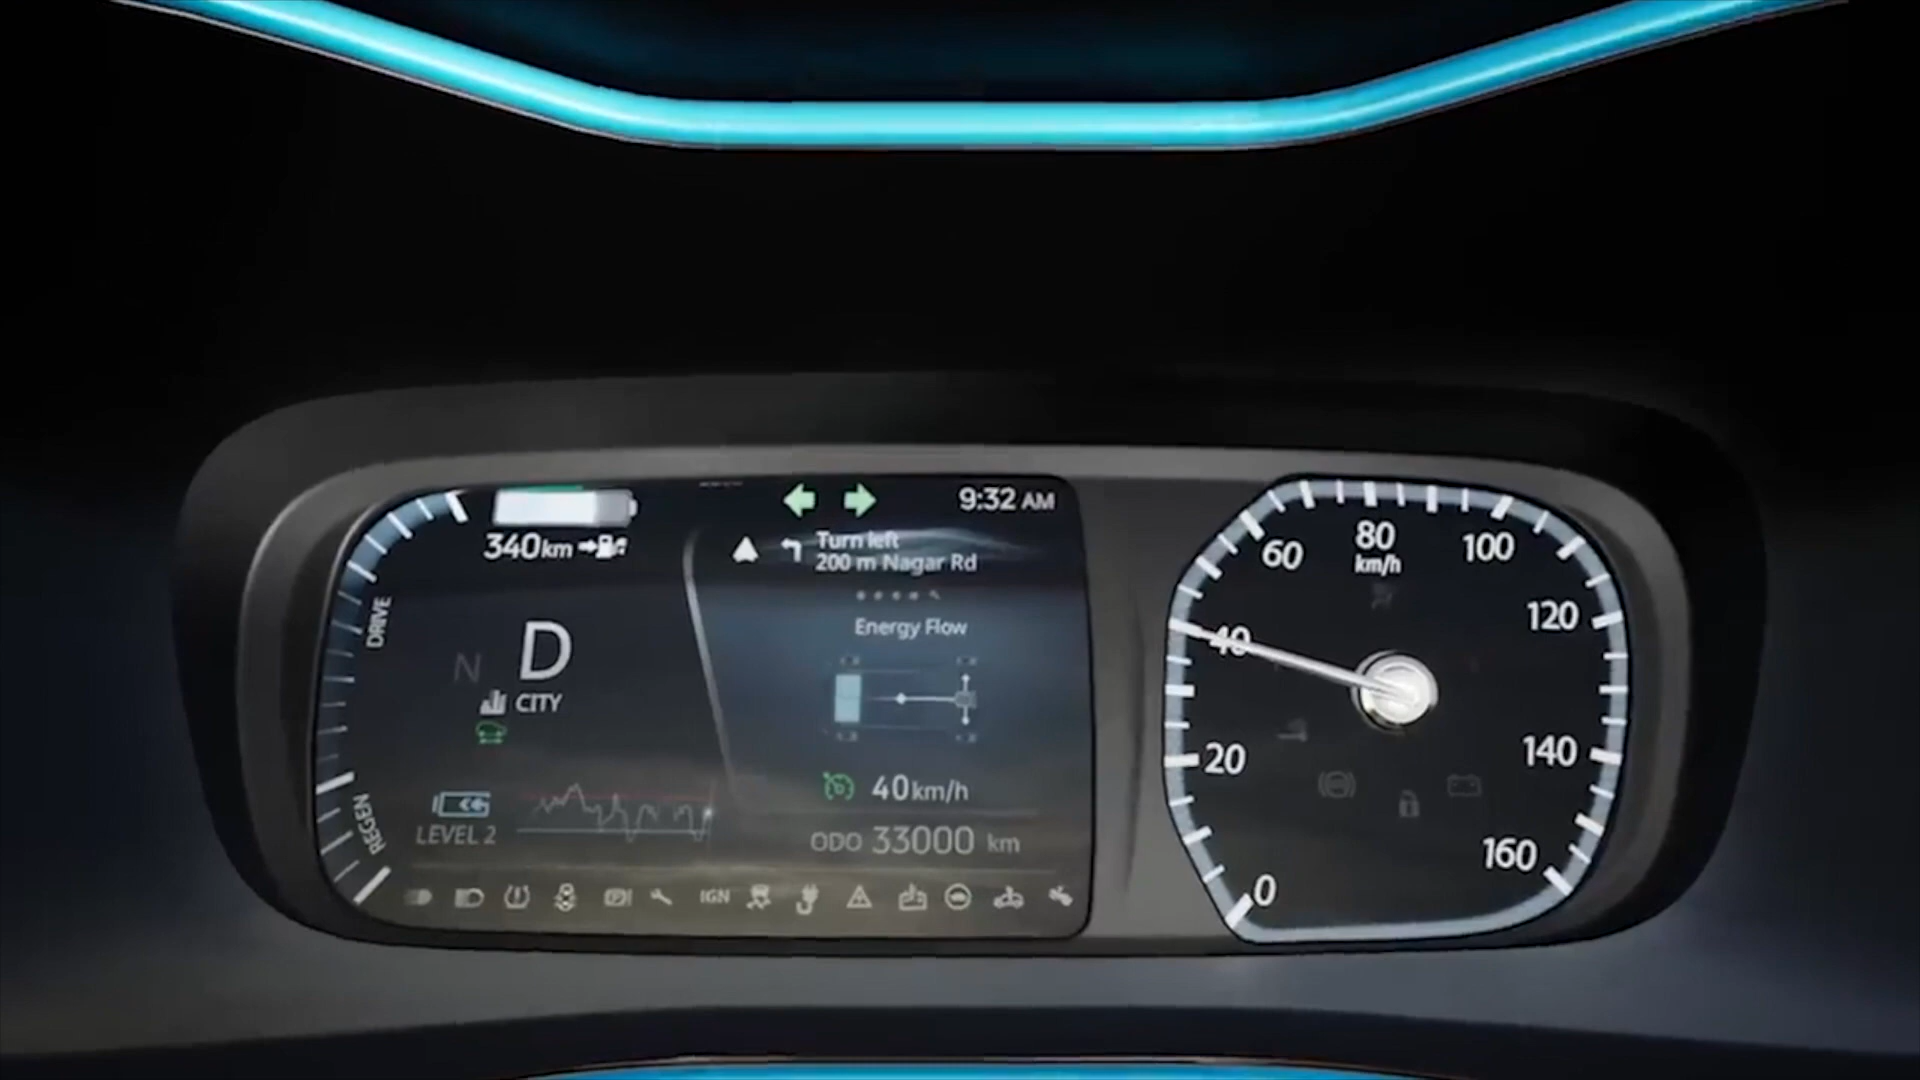 9:32 AM
340km
Turn left
200 m Nagar Rd
DRIVE
Energy Flow
N D
CITY
40km/h
REGEN
LEVEL 2
ODO 33000 km
IGN
80
km/h
60
100
40
120
20
140
160
0